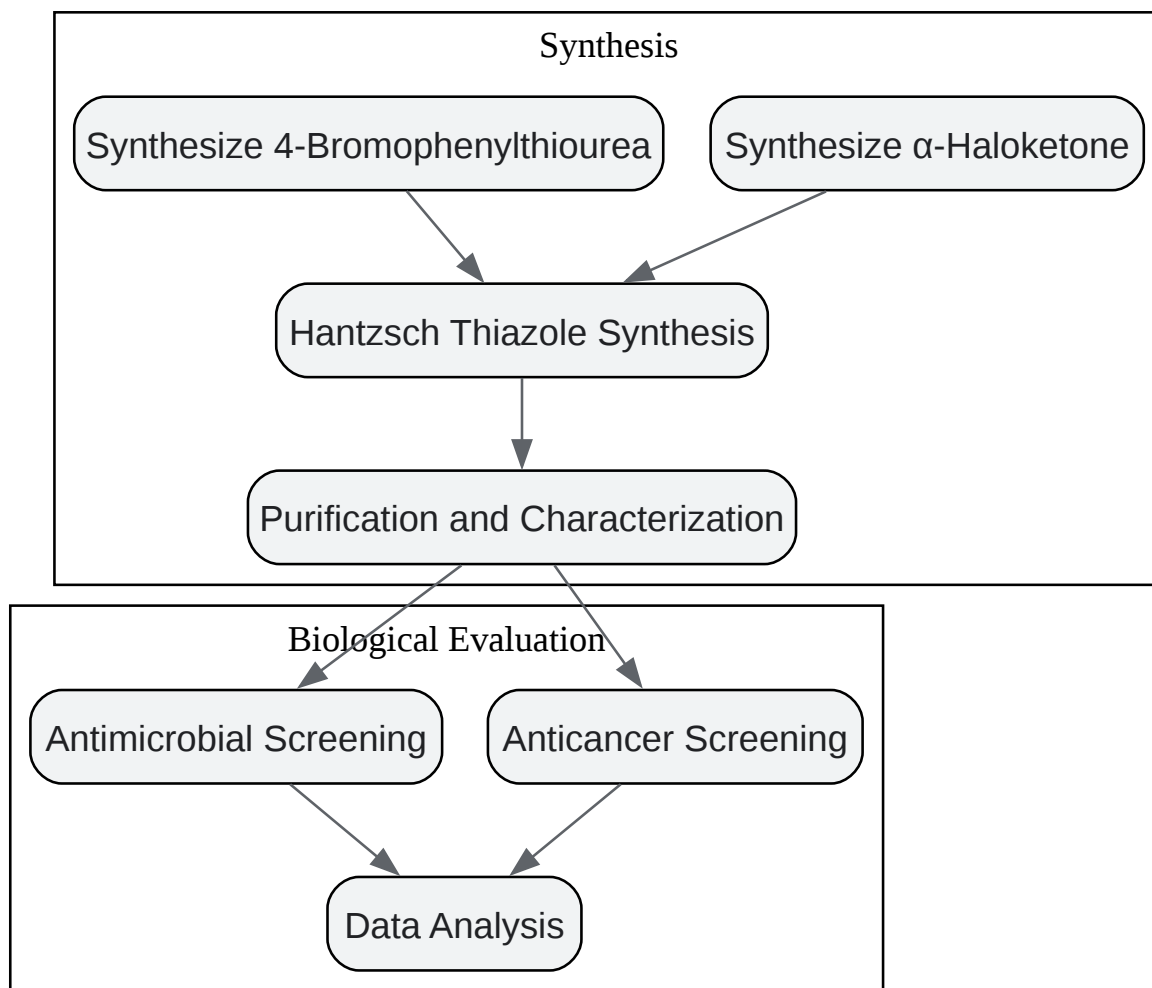 Synthesis
Synthesize 4-Bromophenylthiourea
Synthesize α-Haloketone
Hantzsch Thiazole Synthesis
Purification and Characterization
Biological Evaluation
Antimicrobial Screening
Anticancer Screening
Data Analysis